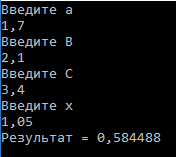 Введите a
1,7
Введите В
2,1
Введите С
3,4
Введите x
1,05
Результат = 0,584488